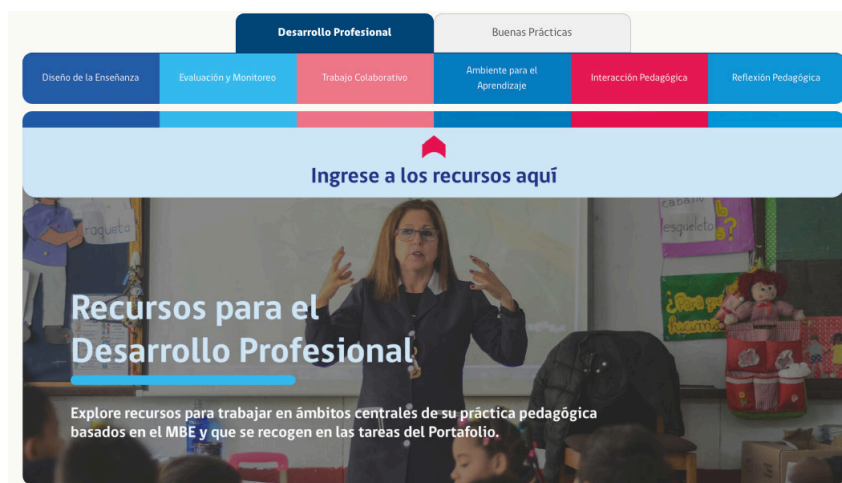 Desarrollo Profesional
Buenas Prácticas
Diseño de la Enseñanza
Evaluación y Monitoreo
Trabajo Colaborativo
Ambiente para el
Aprendizaje
Interacción Pedagógica
Reflexión Pedagógica
Ingrese a los recursos aquí
raqueta
caballo
esqueleto
?
Recursos para el
Desarrollo Profesional
Explore recursos para trabajar en ámbitos centrales de su práctica pedagógica
basados en el MBE y que se recogen en las tareas del Portafolio.